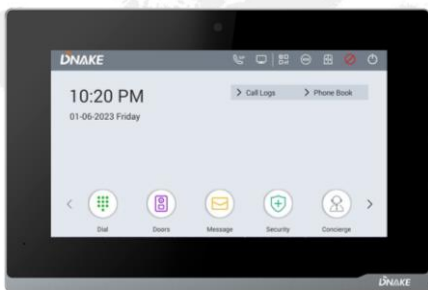 DNAKE
10:20 PM
01-06-2023 Friday
> Call Logs > Phone Book
Dial Doors Message Security Concierge
DNAKE